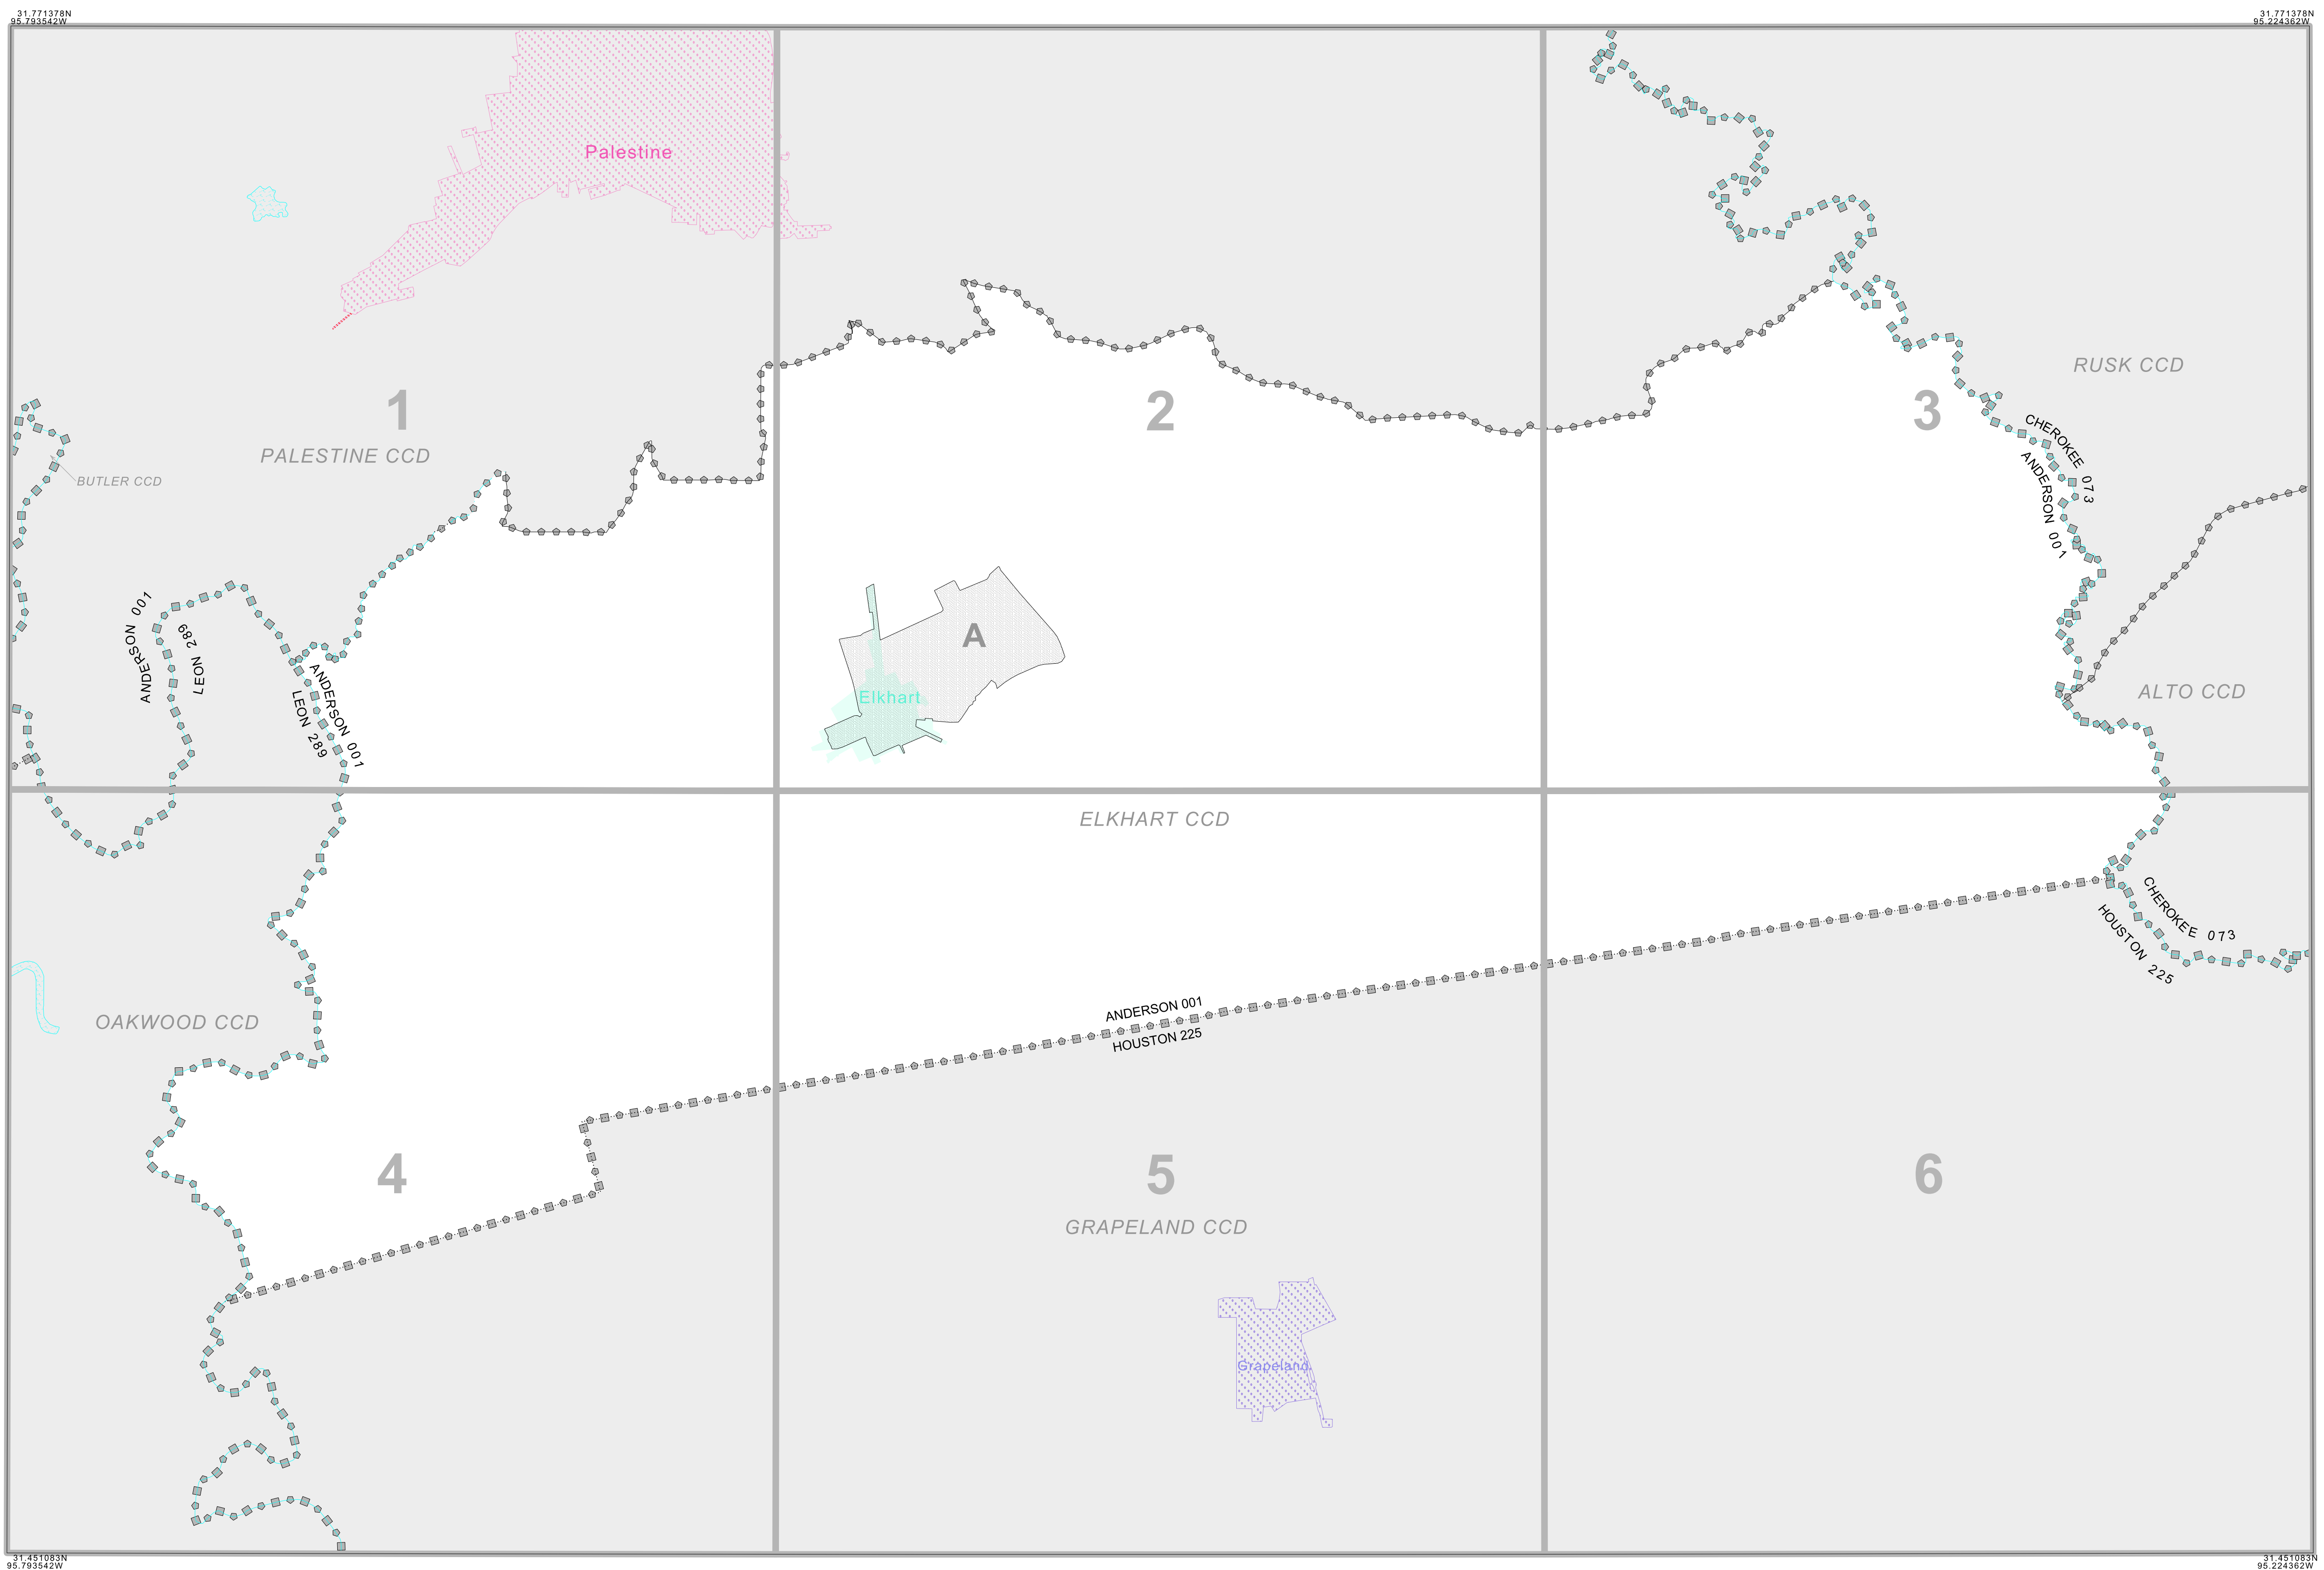 31.771378N
95.793542W
31.771378N
95.224362W
Palestine
RUSK CCD
1
2
3
CHEROKEE 073
ANDERSON 001
PALESTINE CCD
BUTLER CCD
ANDERSON 001
LEON 289
ANDERSON 001
LEON 289
A
Elkhart
ALTO CCD
ELKHART CCD
CHEROKEE 073
HOUSTON 225
OAKWOOD CCD
ANDERSON 001
HOUSTON 225
4
5
6
GRAPELAND CCD
Grapeland
31.451083N
95.793542W
31.451083N
95.224362W